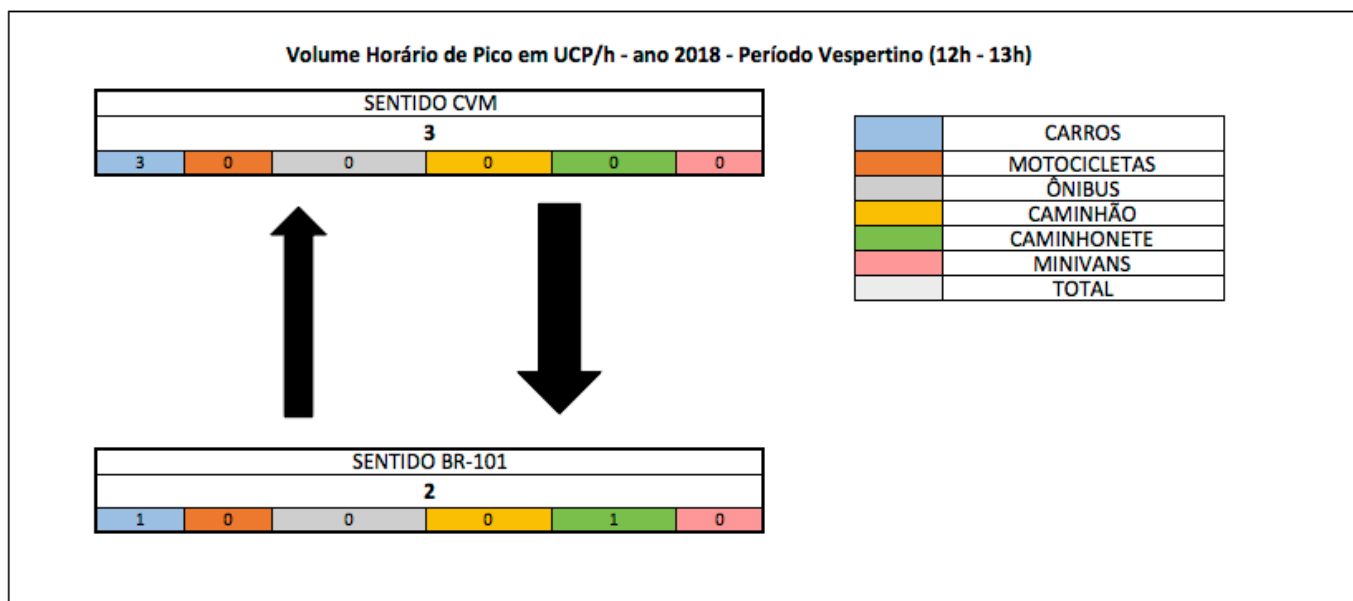 Volume Horário de Pico em UCP/h - ano 2018 - Período Vespertino (12h - 13h)
SENTIDO CVM
3
3 0 0 0 0 0
CARROS
MOTOCICLETAS
ÔNIBUS
CAMINHÃO
CAMINHONETE
MINIVANS
TOTAL
SENTIDO BR-101
2
1 0 0 0 1 0